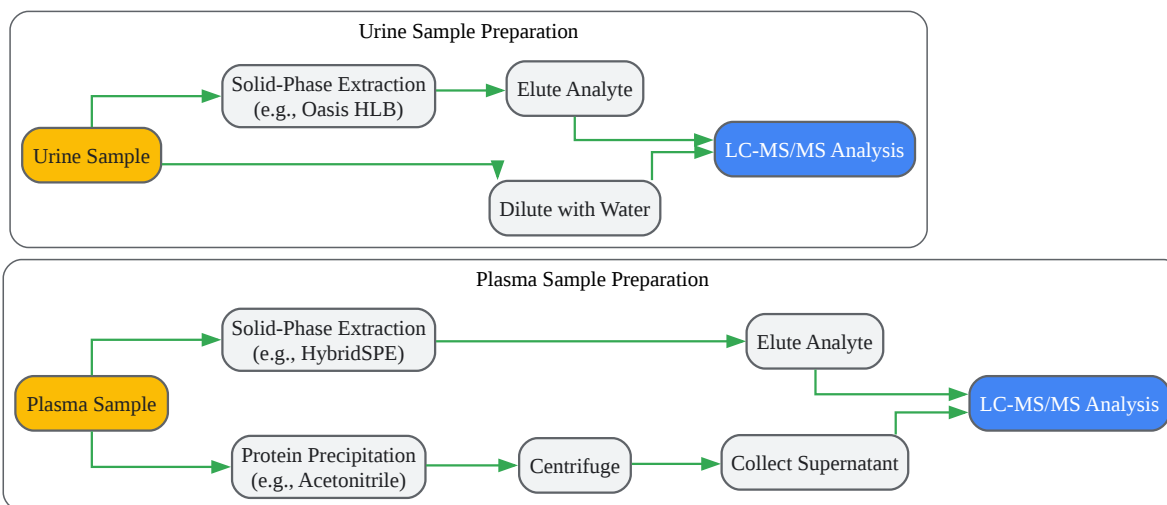 Urine Sample Preparation
Solid-Phase Extraction
(e.g., Oasis HLB)
Elute Analyte
Urine Sample
LC-MS/MS Analysis
Dilute with Water
Plasma Sample Preparation
Solid-Phase Extraction
(e.g., HybridSPE)
Elute Analyte
Plasma Sample
LC-MS/MS Analysis
Protein Precipitation
(e.g., Acetonitrile)
Centrifuge
Collect Supernatant